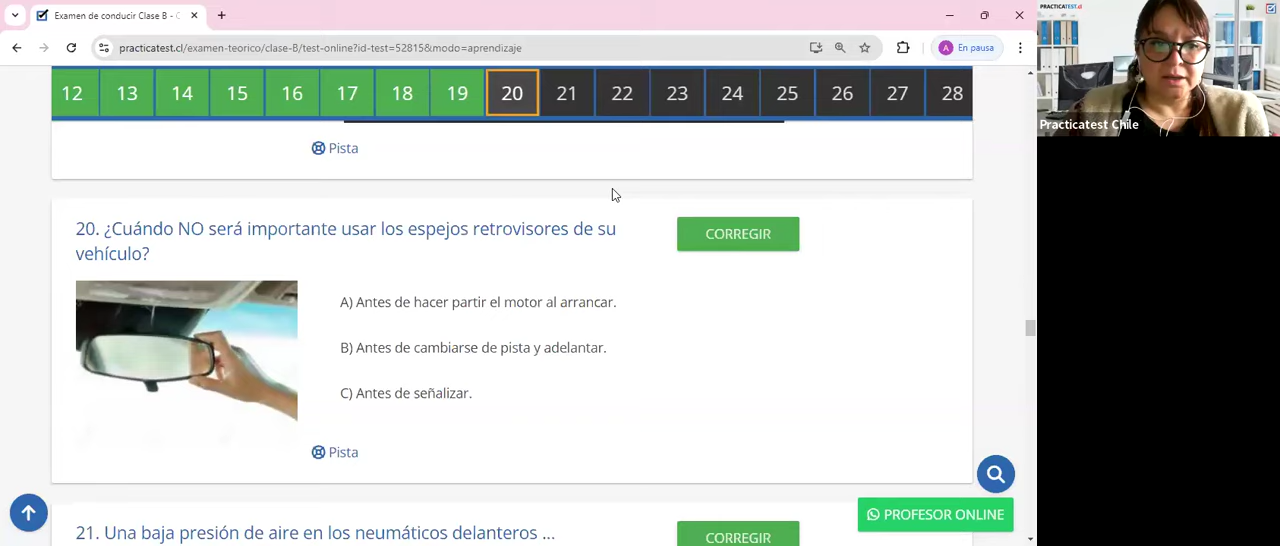 Examen de conducir Clase B - C
practicatest.cl/examen-teorico/clase-B/test-online?id-test=52815&modo=aprendizaje
A
En pausa
PRACTICATEST.cl
Practicatest Chile
12 13 14 15 16 17 18 19 20 21 22 23 24 25 26 27 28
Pista
20. ¿Cuándo NO será importante usar los espejos retrovisores de su
vehículo?
CORREGIR
A) Antes de hacer partir el motor al arrancar.
B) Antes de cambiarse de pista y adelantar.
C) Antes de señalizar.
Pista
PROFESOR ONLINE
21. Una baja presión de aire en los neumáticos delanteros ...
CORREGIR